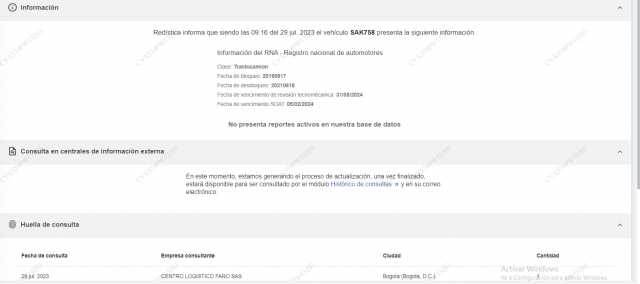 Información
Redistica informa que siendo las 09:16 del 29 jul. 2023 el vehículo SAK758 presenta la siguiente información
Información del RNA - Registro nacional de automotores
Clase: Tractocamion
Fecha de bloqueo: 20180817
Fecha de desbloqueo: 20210818
Fecha de vencimiento de revisión tecnomecánica: 31/08/2024
Fecha de vencimiento SOAT: 06/02/2024
No presenta reportes activos en nuestra base de datos
Consulta en centrales de información externa
En este momento, estamos generando el proceso de actualización, una vez finalizado,
estará disponible para ser consultado por el módulo Histórico de consultas y en su correo
electrónico.
Huella de consulta
Fecha de consulta Empresa consultante Ciudad Cantidad
29 jul. 2023 CENTRO LOGISTICO FARO SAS Bogota (Bogota, D.C.)
Activar Windows
Ve a Configuración para activar Windows.